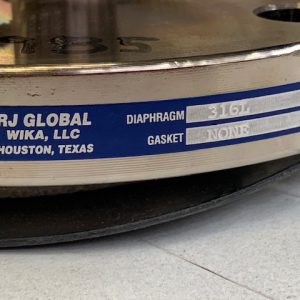 RJ GLOBAL
WIKA, LLC
HOUSTON, TEXAS
DIAPHRAGM 316L
GASKET NONE